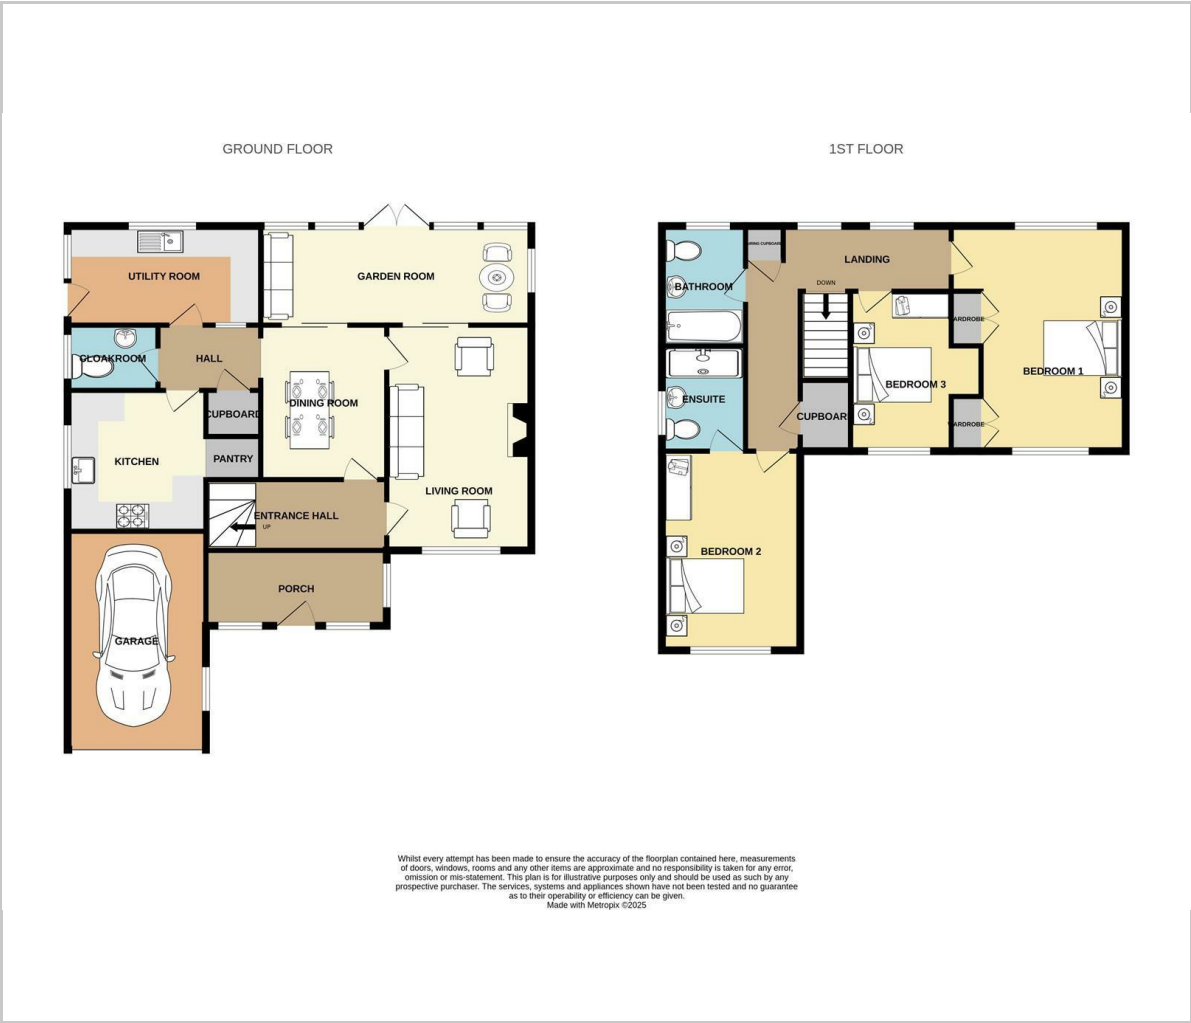 GROUND FLOOR
1ST FLOOR
UTILITY ROOM
GARDEN ROOM
CLOAKROOM
HALL
CUPBOARD
DINING ROOM
KITCHEN
PANTRY
LIVING ROOM
ENTRANCE HALL
UP
PORCH
GARAGE
BATHROOM
AIRING CUPBOARD
LANDING
DOWN
WARDROBE
BEDROOM 1
BEDROOM 3
ENSUITE
CUPBOARD
WARDROBE
BEDROOM 2
Whilst every attempt has been made to ensure the accuracy of the floorplan contained here, measurements
of doors, windows, rooms and any other items are approximate and no responsibility is taken for any error,
omission or mis-statement. This plan is for illustrative purposes only and should be used as such by any
prospective purchaser. The services, systems and appliances shown have not been tested and no guarantee
as to their operability or efficiency can be given.
Made with Metropix ©2025